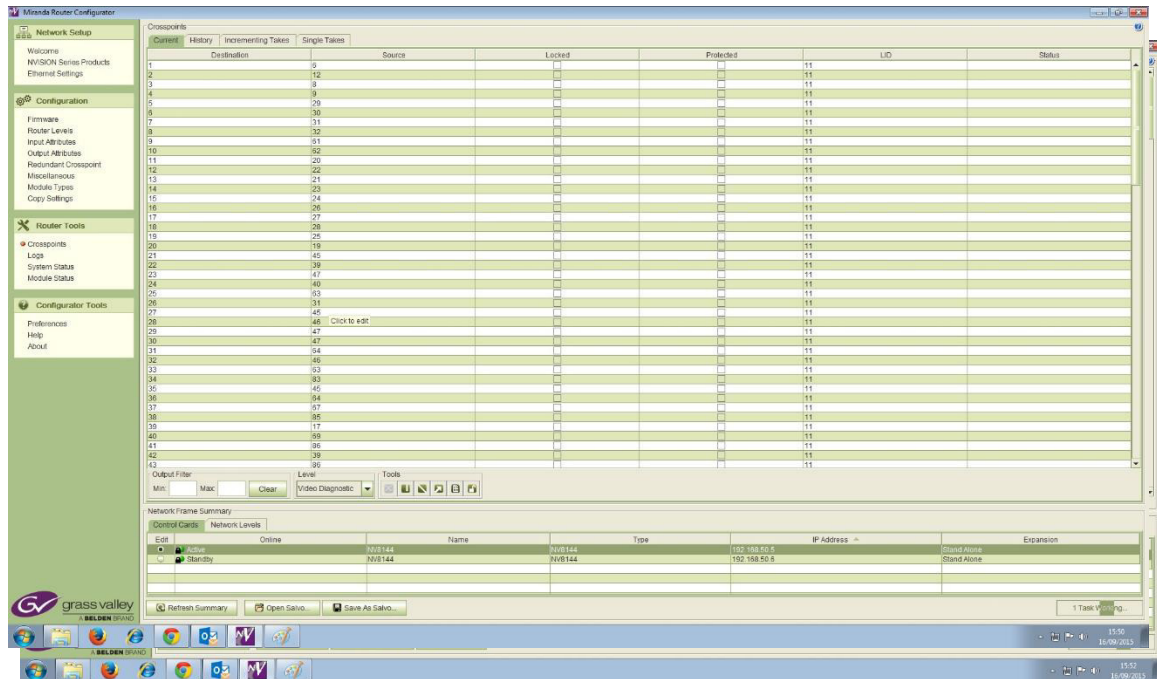 Miranda Router Configurator
Network Setup
Welcome
NVISION Series Products
Ethernet Settings
Configuration
Firmware
Router Levels
Input Attributes
Output Attributes
Redundant Crosspoint
Miscellaneous
Module Types
Copy Settings
Router Tools
Crosspoints
Logs
System Status
Module Status
Configurator Tools
Preferences
Help
About
Crosspoints
Current History Incrementing Takes Single Takes
Destination Source Locked Protected LID Status
1 6 11
2 12 11
3 8 11
4 9 11
5 29 11
6 30 11
7 31 11
8 32 11
9 61 11
10 62 11
11 20 11
12 22 11
13 21 11
14 23 11
15 24 11
16 26 11
17 27 11
18 28 11
19 25 11
20 19 11
21 45 11
22 39 11
23 47 11
24 40 11
25 63 11
26 31 11
27 45 11
28 46 Click to edit 11
29 47 11
30 47 11
31 64 11
32 46 11
33 63 11
34 83 11
35 45 11
36 64 11
37 67 11
38 85 11
39 17 11
40 69 11
41 86 11
42 39 11
43 86 11
Output Filter Level Tools
Min: Max: Clear Video Diagnostic
Network Frame Summary
Control Cards Network Levels
Edit Online Name Type IP Address Expansion
Active NV8144 NV8144 192.168.50.5 Stand Alone
Standby NV8144 NV8144 192.168.50.6 Stand Alone
Refresh Summary Open Salvo... Save As Salvo... 1 Task
GV grass valley
A BELDEN BRAND
15:50
16/09/2015
A BELDEN BRAND
15:52
16/09/2015